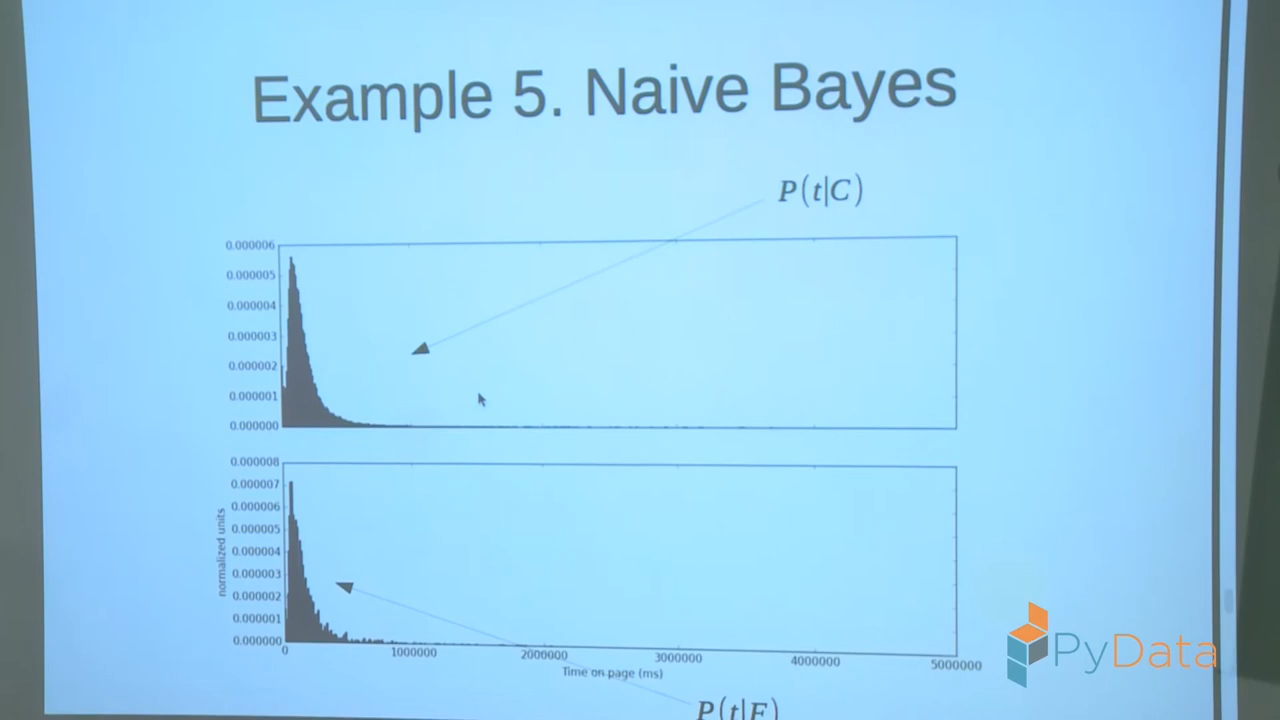 Example 5. Naive Bayes
P(t|C)
0.000006
0.000005
0.000004
0.000003
0.000002
0.000001
0.000000
0.000008
0.000007
0.000006
0.000005
0.000004
0.000003
0.000002
0.000001
0.000000
normalized units
0 1000000 2000000 3000000 4000000 5000000
Time on page (ms)
P(t|F)
PyData